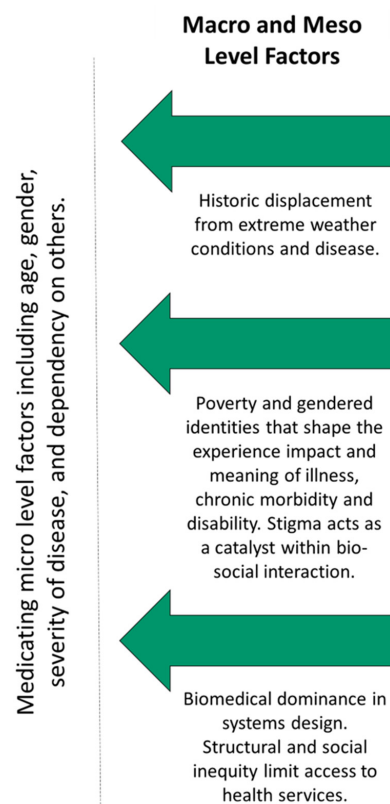 Macro and Meso
Level Factors
Medicating micro level factors including age, gender,
severity of disease, and dependency on others.
Historic displacement
from extreme weather
conditions and disease.
Poverty and gendered
identities that shape the
experience impact and
meaning of illness,
chronic morbidity and
disability. Stigma acts as
a catalyst within bio-
social interaction.
Biomedical dominance in
systems design.
Structural and social
inequity limit access to
health services.